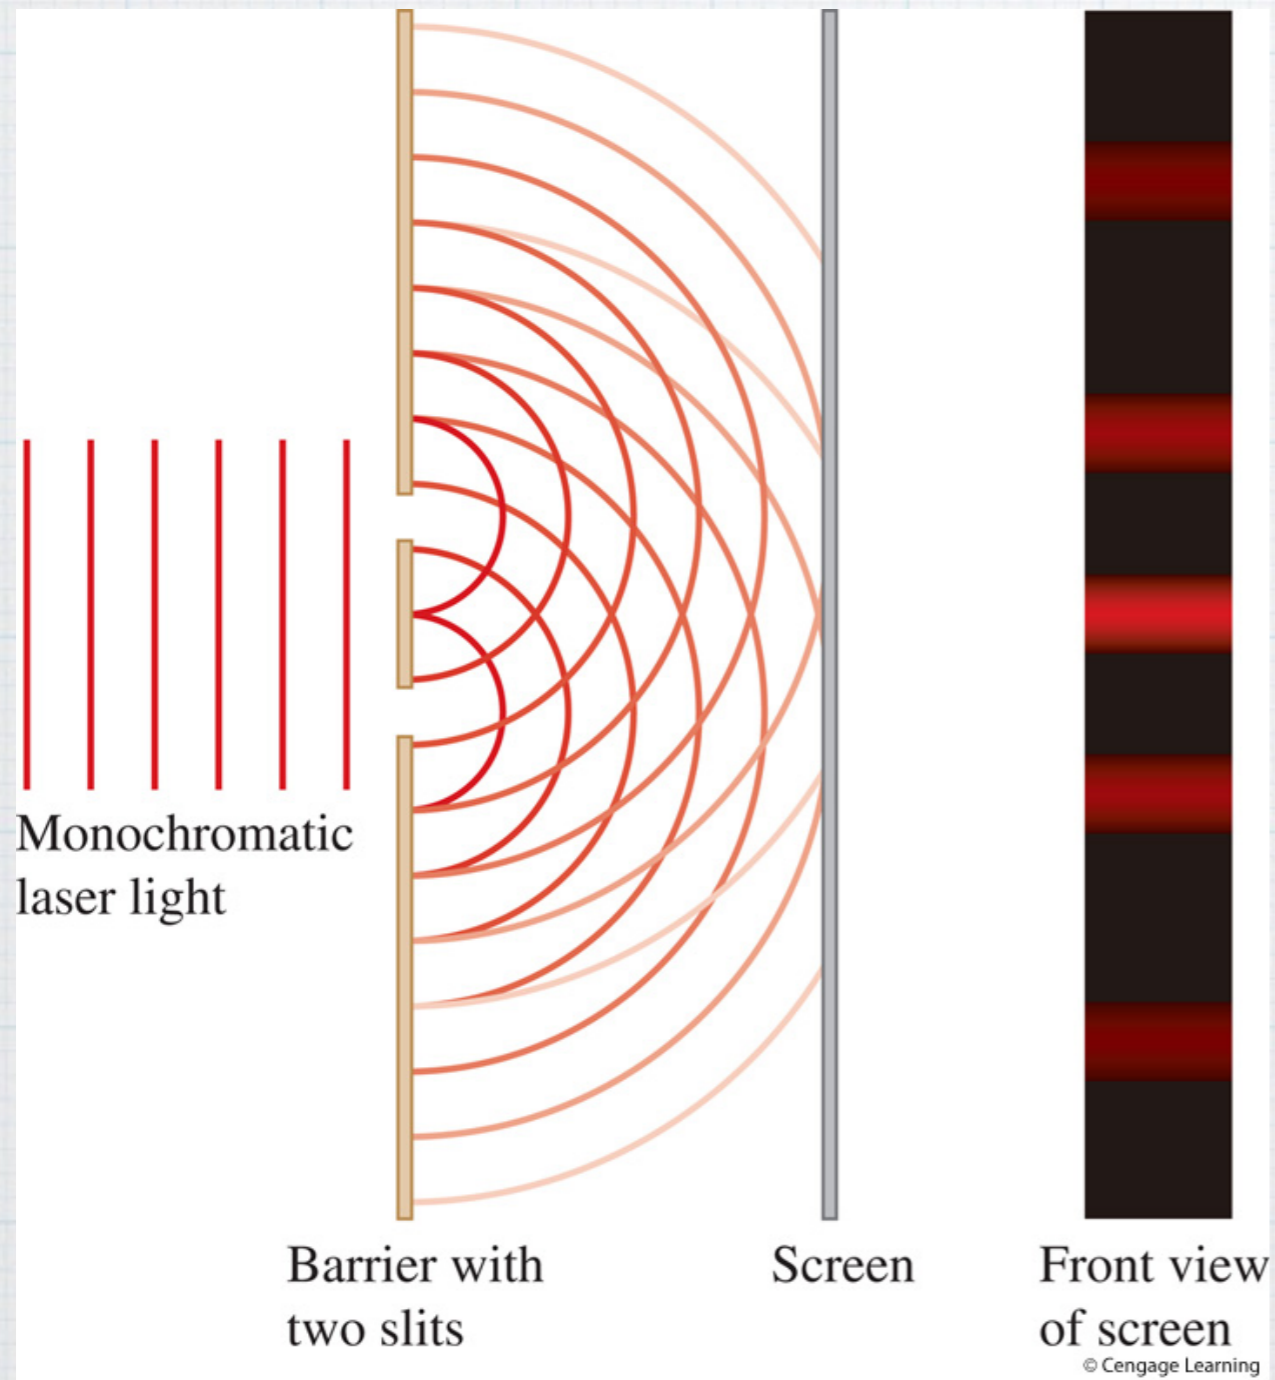 Monochromatic
laser light
Barrier with
two slits
Screen
Front view
of screen
© Cengage Learning